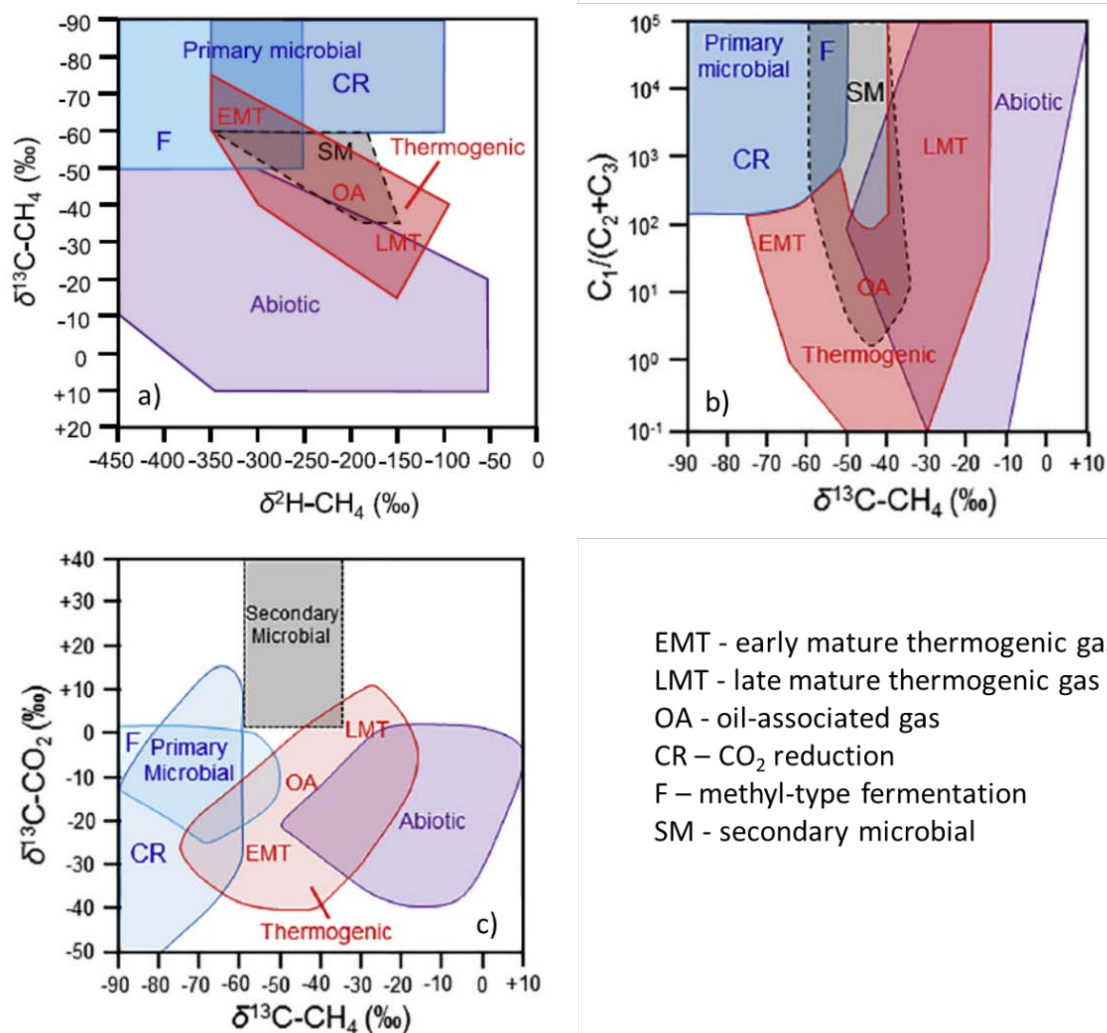 -90
-80
-70
-60
-50
-40
-30
-20
-10
0
+10
+20
δ¹³C-CH₄ (‰)
Primary microbial
CR
EMT
F
SM
Thermogenic
OA
LMT
Abiotic
a)
-450 -400 -350 -300 -250 -200 -150 -100 -50 0
δ²H-CH₄ (‰)
10⁵
10⁴
10³
10²
10¹
10⁰
10⁻¹
C₁/(C₂+C₃)
Primary
microbial
F
SM
Abiotic
CR
LMT
EMT
OA
Thermogenic
b)
-90 -80 -70 -60 -50 -40 -30 -20 -10 0 +10
δ¹³C-CH₄ (‰)
+40
+30
+20
+10
0
-10
-20
-30
-40
-50
δ¹³C-CO₂ (‰)
Secondary
Microbial
LMT
F
Primary
Microbial
OA
Abiotic
CR
EMT
Thermogenic
c)
-90 -80 -70 -60 -50 -40 -30 -20 -10 0 +10
δ¹³C-CH₄ (‰)
EMT - early mature thermogenic ga
LMT - late mature thermogenic gas
OA - oil-associated gas
CR – CO₂ reduction
F – methyl-type fermentation
SM - secondary microbial